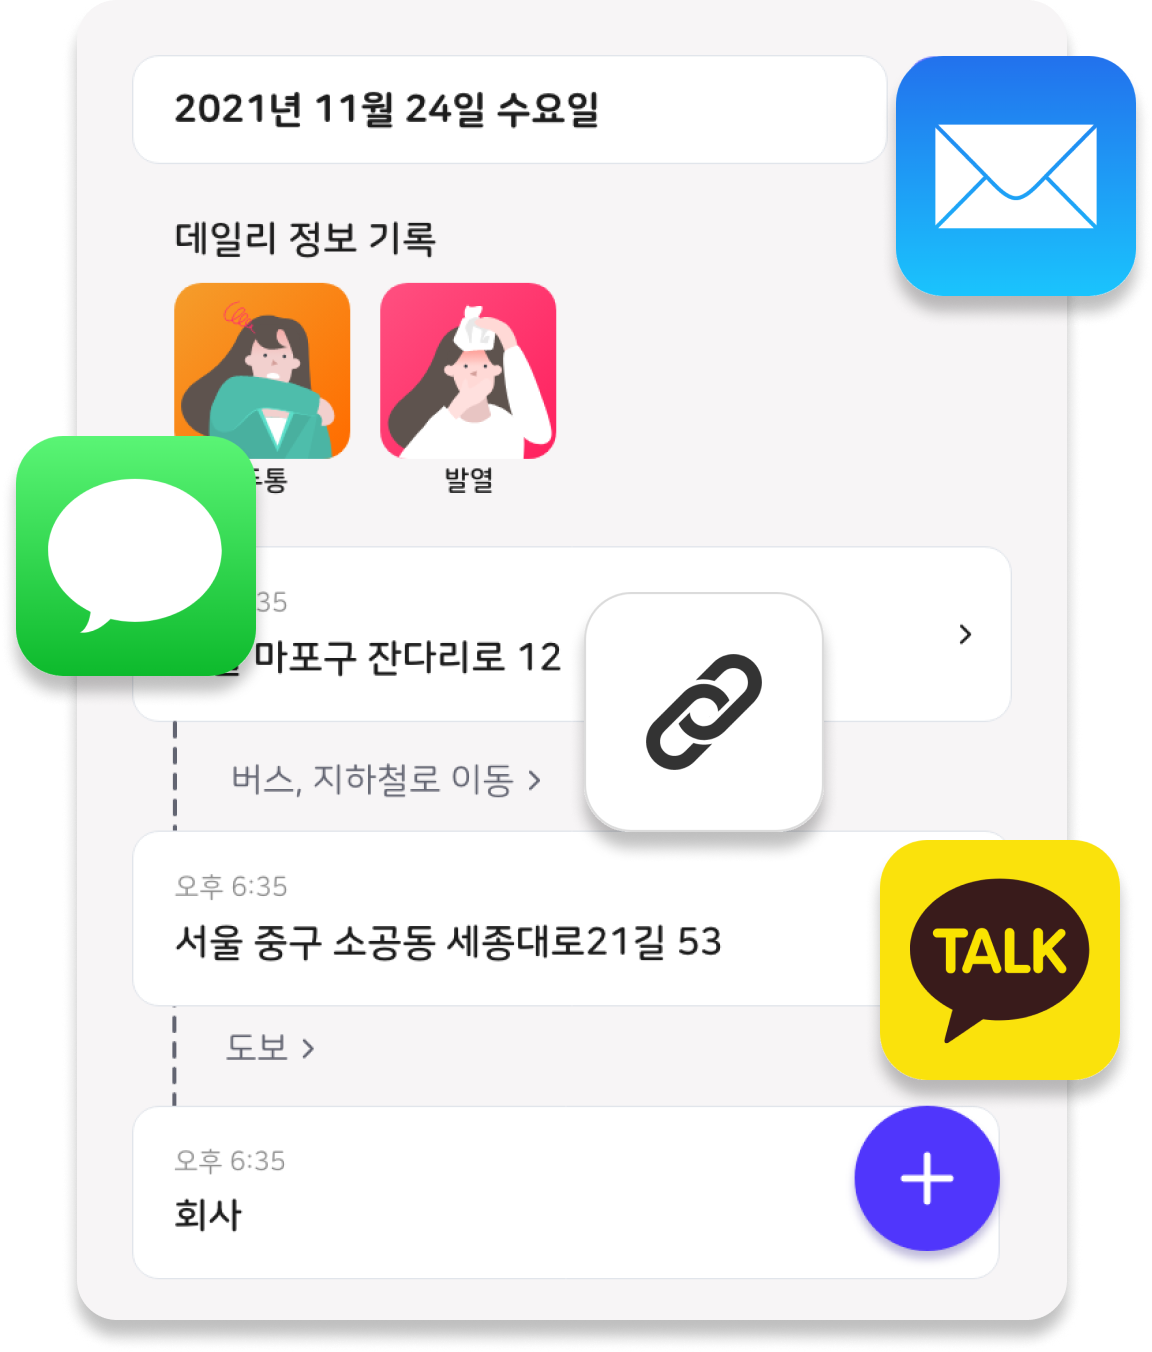 2021년 11월 24일 수요일
데일리 정보 기록
통
발열
35
마포구 잔다리로 12
버스, 지하철로 이동 >
오후 6:35
서울 중구 소공동 세종대로21길 53
TALK
도보 >
오후 6:35
회사